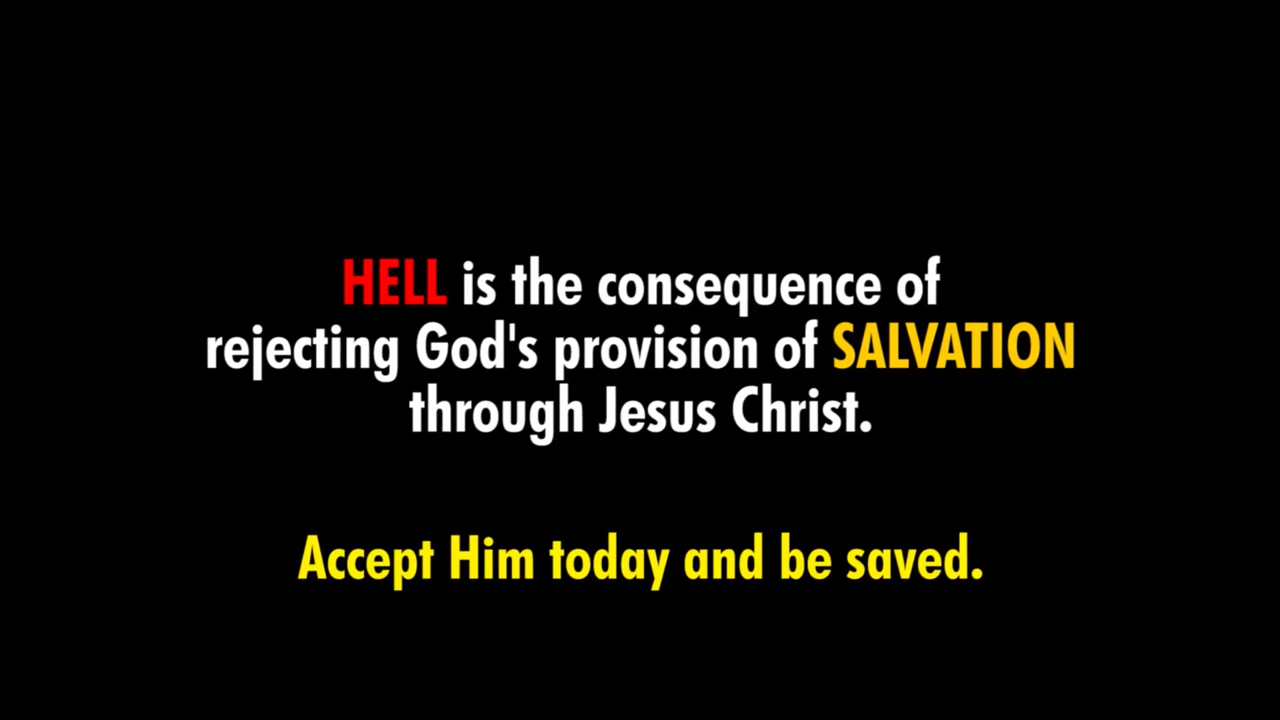 HELL is the consequence of
rejecting God's provision of SALVATION
through Jesus Christ.
Accept Him today and be saved.